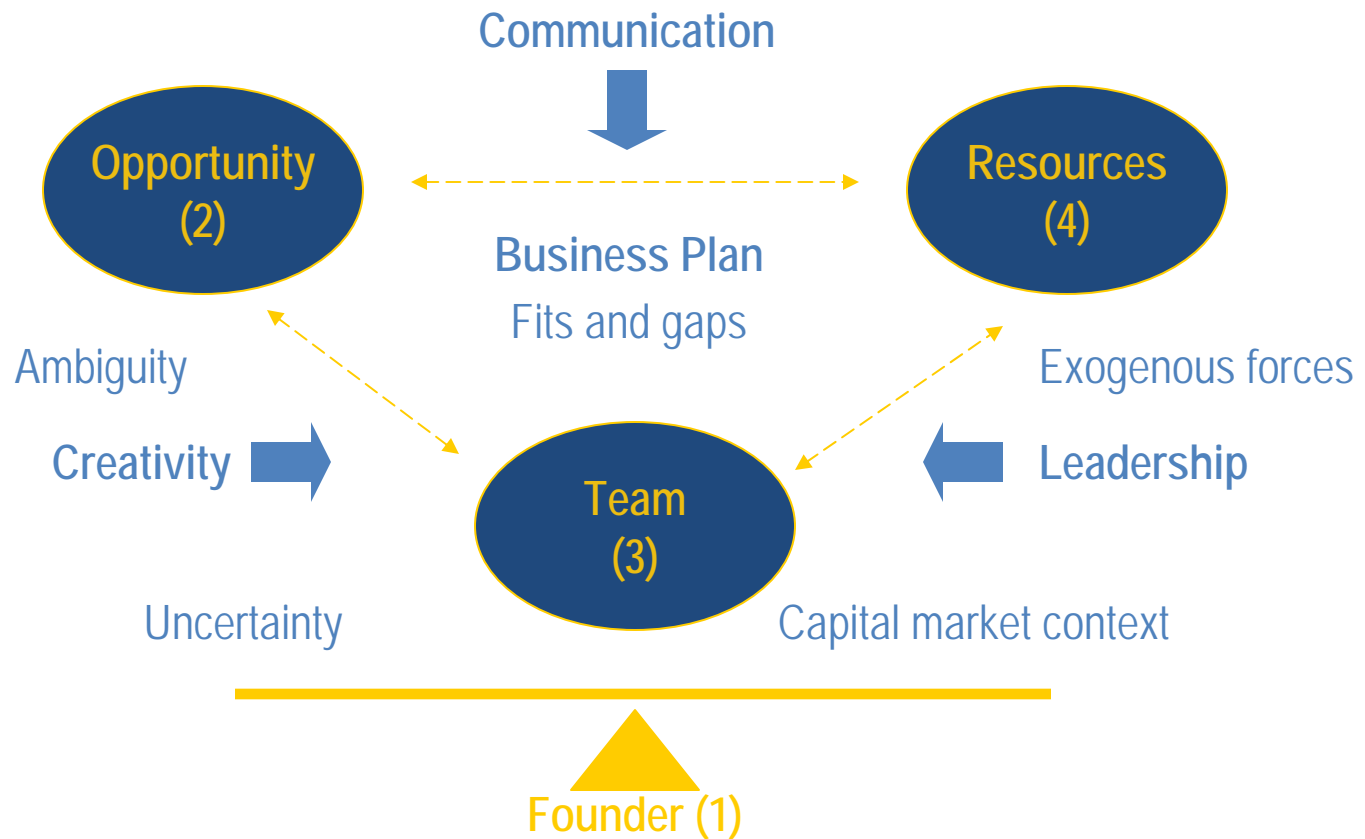 Communication
Opportunity
(2)
Resources
(4)
Business Plan
Fits and gaps
Ambiguity
Exogenous forces
Creativity
Leadership
Team
(3)
Uncertainty
Capital market context
Founder (1)